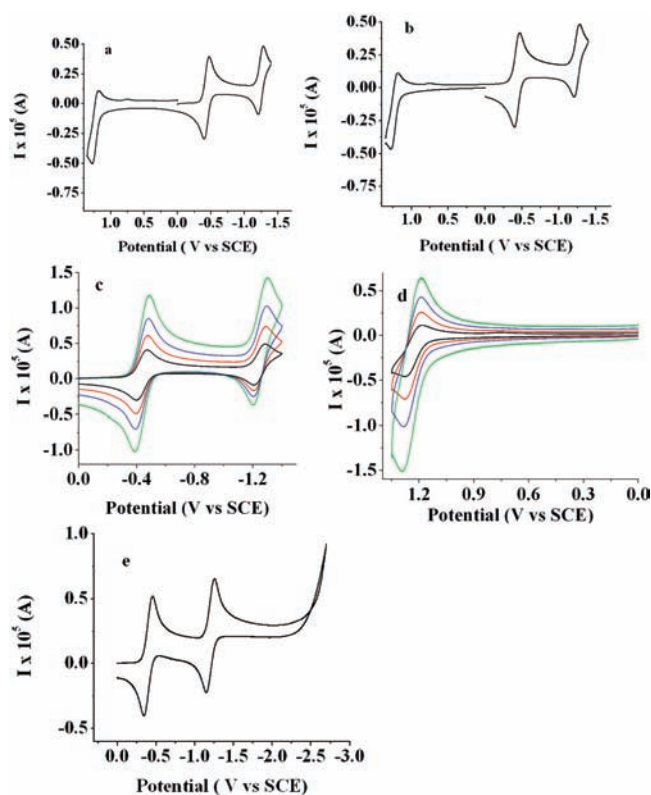 a
0.50
0.25
0.00
-0.25
-0.50
-0.75
I x 10⁵ (A)
1.0 0.5 0.0 -0.5 -1.0 -1.5
Potential ( V vs SCE)
b
0.50
0.25
0.00
-0.25
-0.50
-0.75
I x 10⁵ (A)
1.0 0.5 0.0 -0.5 -1.0 -1.5
Potential ( V vs SCE)
c
1.5
1.0
0.5
0.0
-0.5
-1.0
I x 10⁵ (A)
0.0 -0.4 -0.8 -1.2
Potential (V vs SCE)
d
0.5
0.0
-0.5
-1.0
-1.5
I x 10⁵ (A)
1.2 0.9 0.6 0.3 0.0
Potential (V vs SCE)
e
1.0
0.5
0.0
-0.5
I x 10⁵ (A)
0.0 -0.5 -1.0 -1.5 -2.0 -2.5 -3.0
Potential ( V vs SCE)